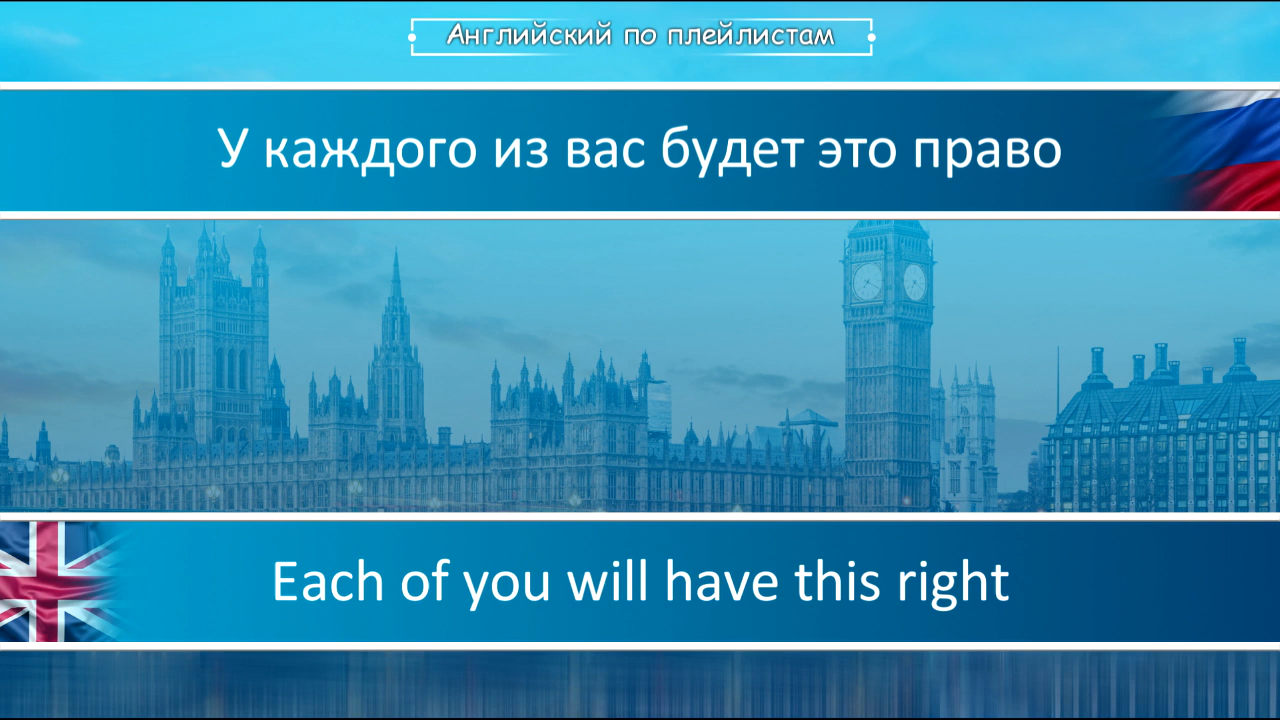 Английский по плейлистам
У каждого из вас будет это право
Each of you will have this right